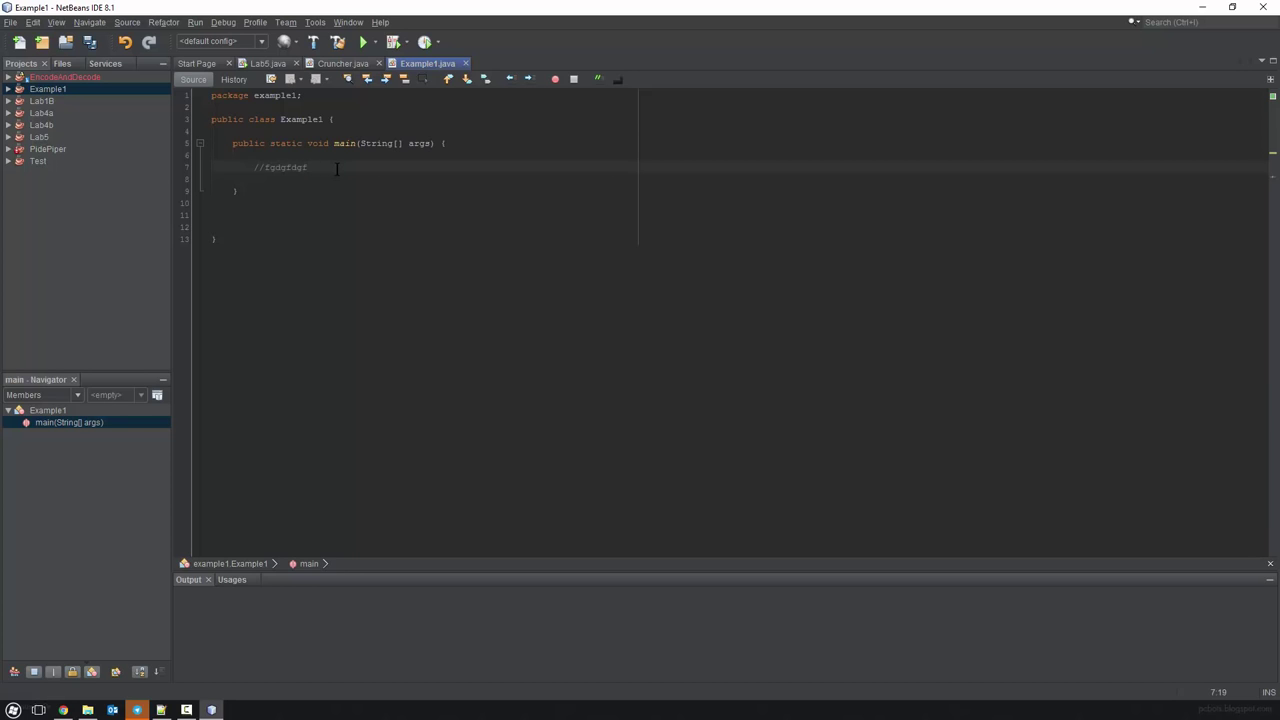 Example1 - NetBeans IDE 8.1
File Edit View Navigate Source Refactor Run Debug Profile Team Tools Window Help
Search (Ctrl+I)
<default config>
Projects Files Services
Start Page Lab5.java Cruncher.java Example1.java
Source History
EncodeAndDecode
Example1
Lab1B
Lab4a
Lab4b
Lab5
PidePiper
Test
1 package example1;
2
3 public class Example1 {
4
5 public static void main(String[] args) {
6
7 //fgdgfdgf
8
9 }
10
11
12
13 }
main - Navigator
Members <empty>
Example1
main(String[] args)
example1.Example1 main
Output Usages
7:19 INS
pcbolo.blogspot.com